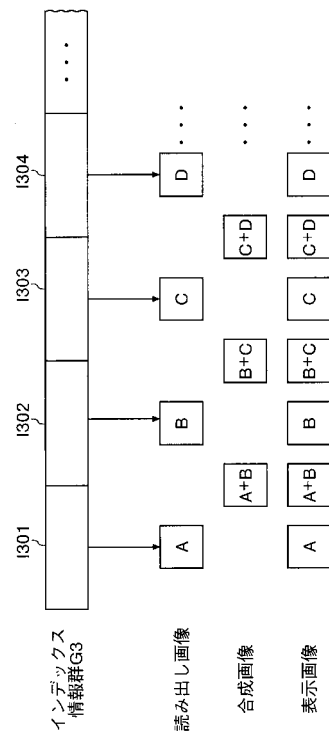 I301 I302 I303 I304
インデックス
情報群G3
・・・
読み出し画像 A B C D ・・・
合成画像 A+B B+C C+D ・・・
表示画像 A A+B B B+C C C+D D ・・・